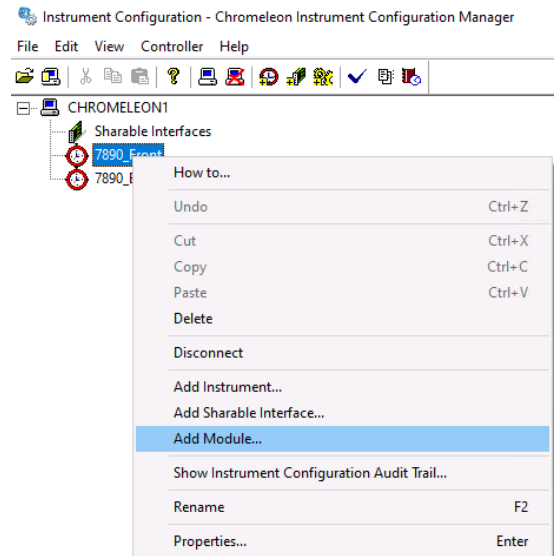 Instrument Configuration - Chromeleon Instrument Configuration Manager
File Edit View Controller Help
CHROMELEON1
Sharable Interfaces
7890_Front
7890_
How to...
Undo Ctrl+Z
Cut Ctrl+X
Copy Ctrl+C
Paste Ctrl+V
Delete
Disconnect
Add Instrument...
Add Sharable Interface...
Add Module...
Show Instrument Configuration Audit Trail...
Rename F2
Properties... Enter